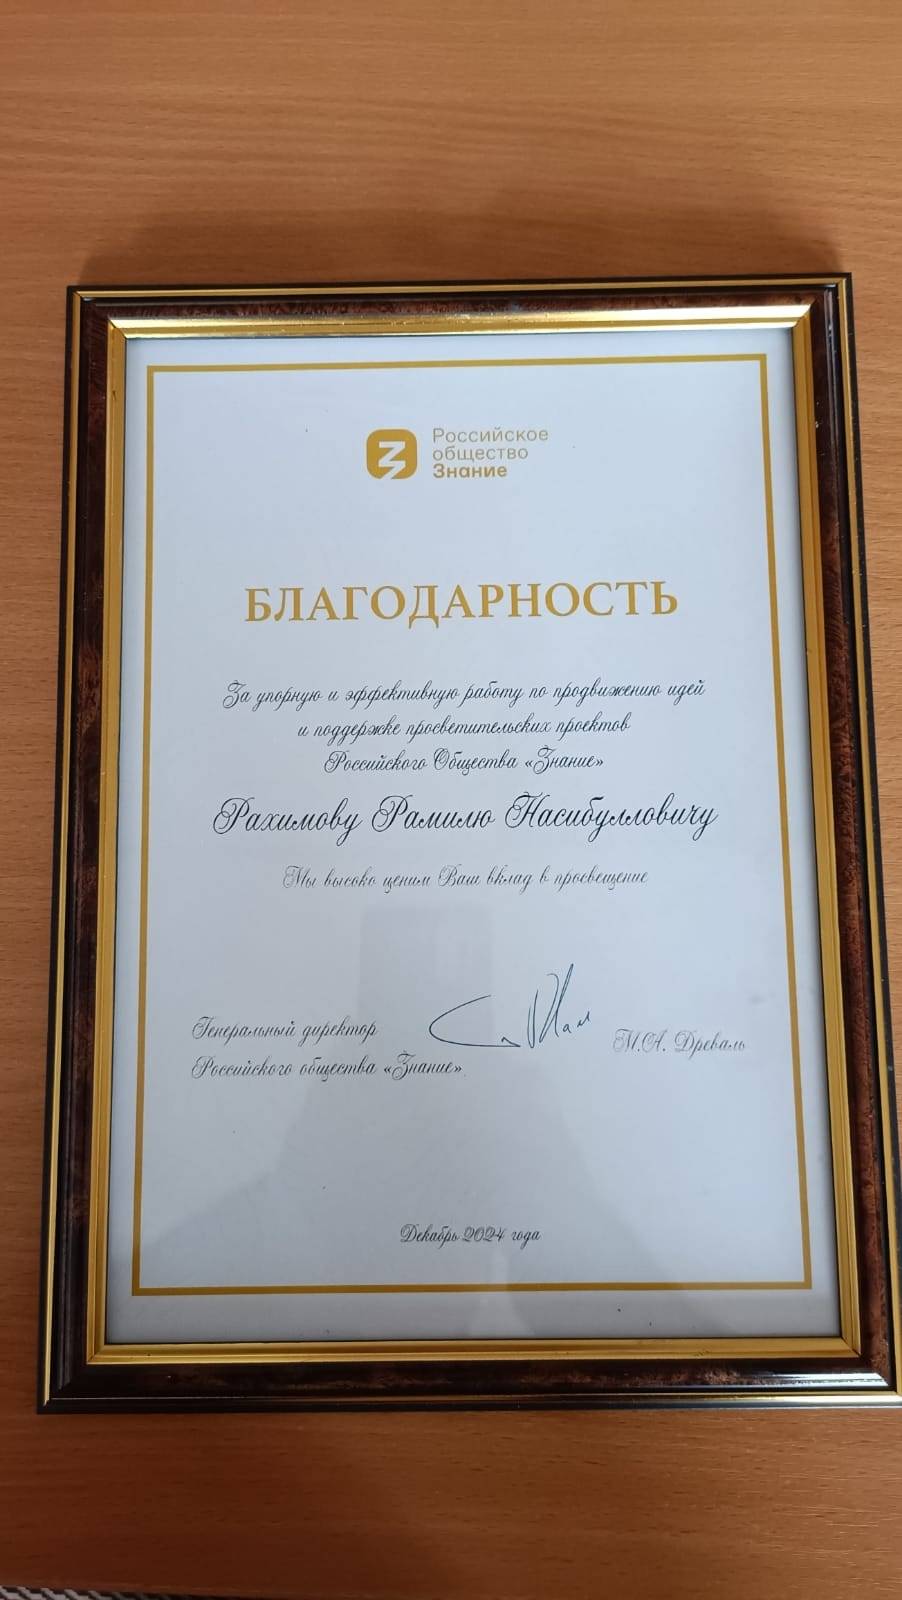 Российское
общество
Знание
БЛАГОДАРНОСТЬ
За упорную и эффективную работу по продвижению идей
и поддержке просветительских проектов
Российского Общества «Знание»
Рахимову Рамилю Насибулловичу
Мы высоко ценим Ваш вклад в просвещение
Генеральный директор
Российского общества «Знание»
М.А. Древаль
Декабрь 2024 года